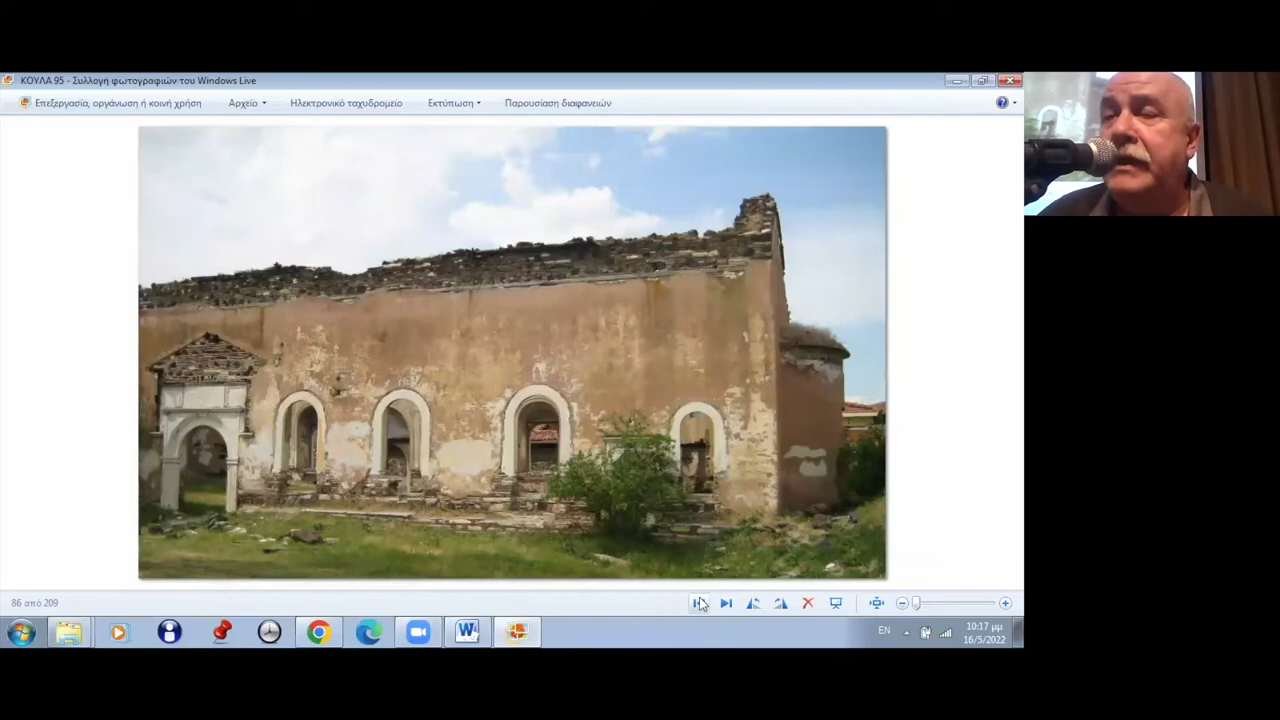 ΚΟΥΛΑ 95 - Συλλογή φωτογραφιών του Windows Live
Επεξεργασία, οργάνωση ή κοινή χρήση Αρχείο Ηλεκτρονικό ταχυδρομείο Εκτύπωση Παρουσίαση διαφανειών
86 από 209
EN
10:17 μμ
16/5/2022